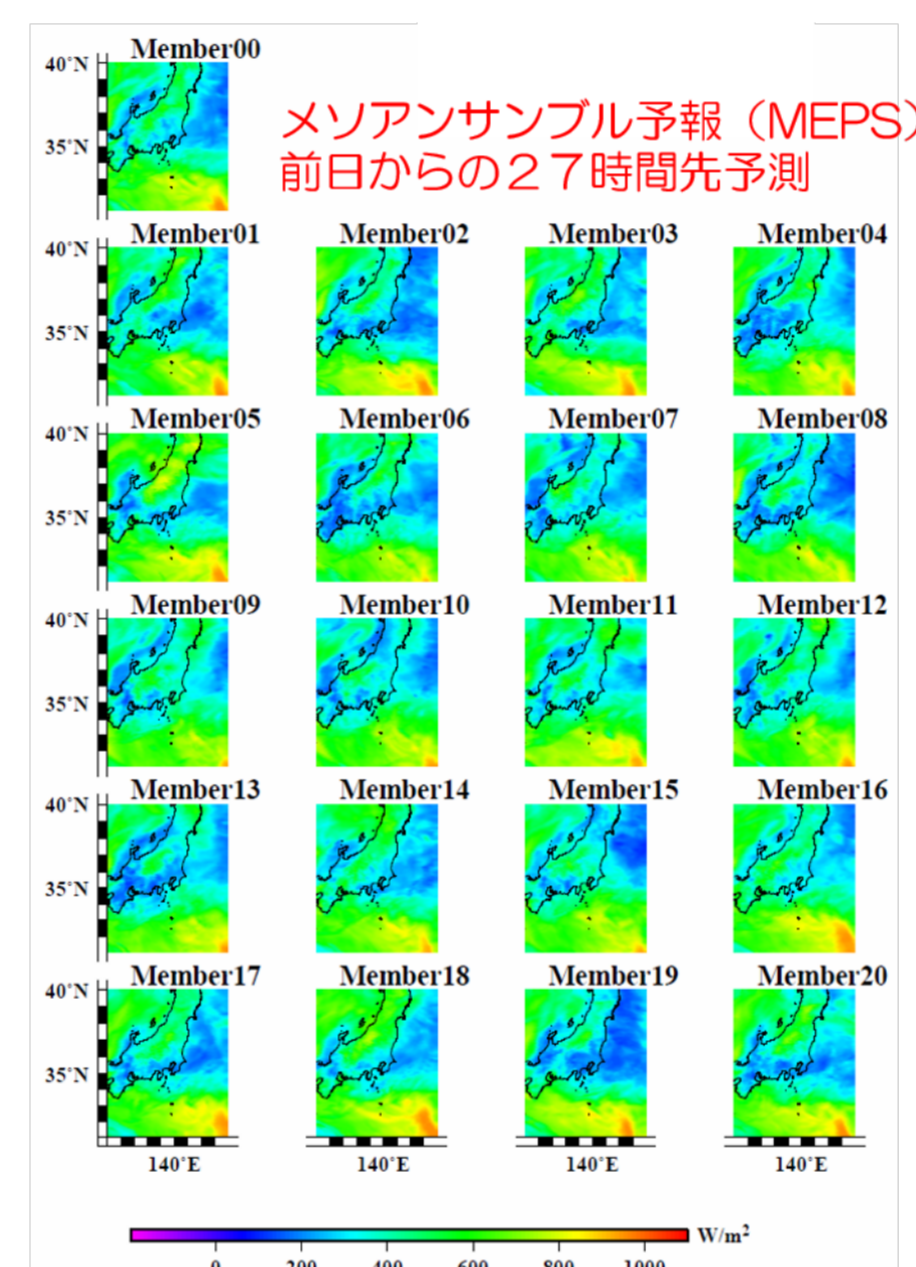 Member00
40°N
35°N
メソアンサンブル予報（MEPS）
前日からの２７時間先予測
Member01 Member02 Member03 Member04
40°N
35°N
Member05 Member06 Member07 Member08
40°N
35°N
Member09 Member10 Member11 Member12
40°N
35°N
Member13 Member14 Member15 Member16
40°N
35°N
Member17 Member18 Member19 Member20
40°N
35°N
140°E 140°E 140°E 140°E
W/m²
0 200 400 600 800 1000